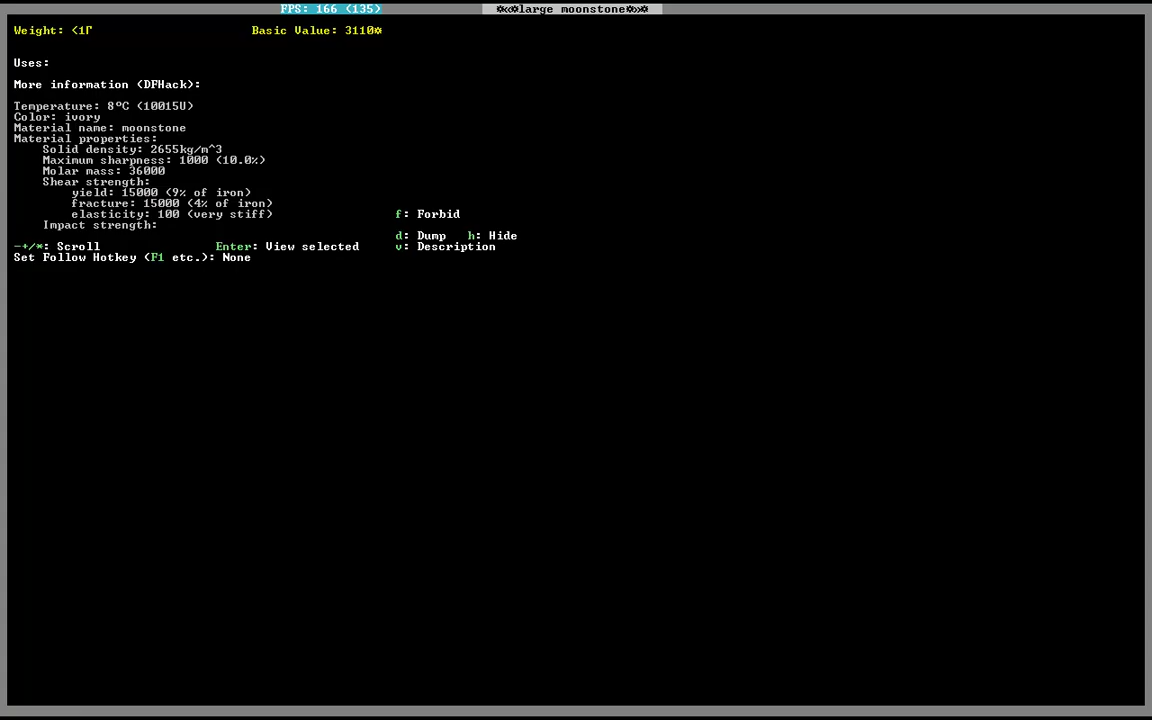 FPS: 166 (135)
☼«☼large moonstone☼»☼
Weight: <1Γ
Basic Value: 3110☼
Uses:
More information (DFHack):
Temperature: 8°C (10015U)
Color: ivory
Material name: moonstone
Material properties:
Solid density: 2655kg/m^3
Maximum sharpness: 1000 (10.0%)
Molar mass: 36000
Shear strength:
yield: 15000 (9% of iron)
fracture: 15000 (4% of iron)
elasticity: 100 (very stiff)
f: Forbid
Impact strength:
d: Dump h: Hide
-+/*: Scroll
Enter: View selected
v: Description
Set Follow Hotkey (F1 etc.): None